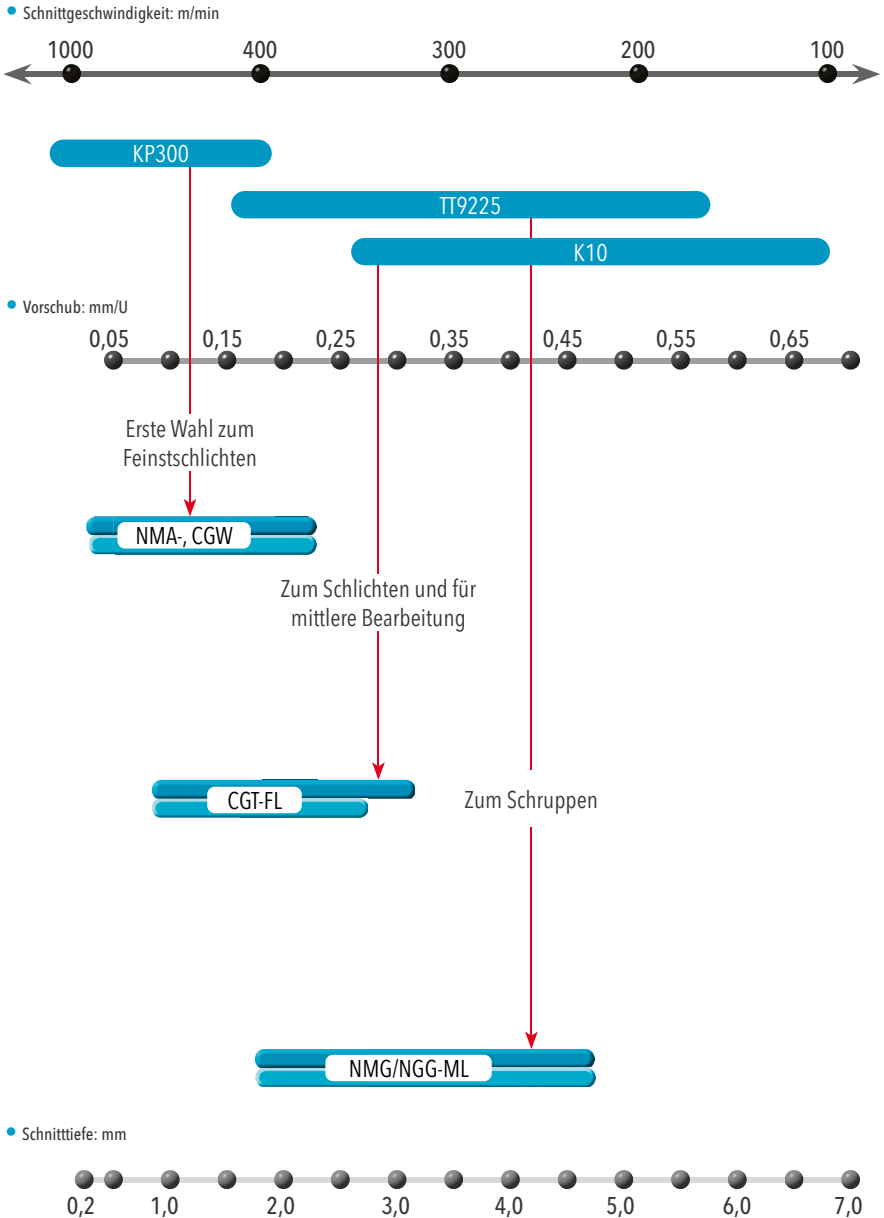 Schnittgeschwindigkeit: m/min
1000 400 300 200 100
KP300
TT9225
K10
Vorschub: mm/U
0,05 0,15 0,25 0,35 0,45 0,55 0,65
Erste Wahl zum
Feinstschlichten
NMA-, CGW
Zum Schlichten und für
mittlere Bearbeitung
CGT-FL
Zum Schruppen
NMG/NGG-ML
Schnitttiefe: mm
0,2 1,0 2,0 3,0 4,0 5,0 6,0 7,0